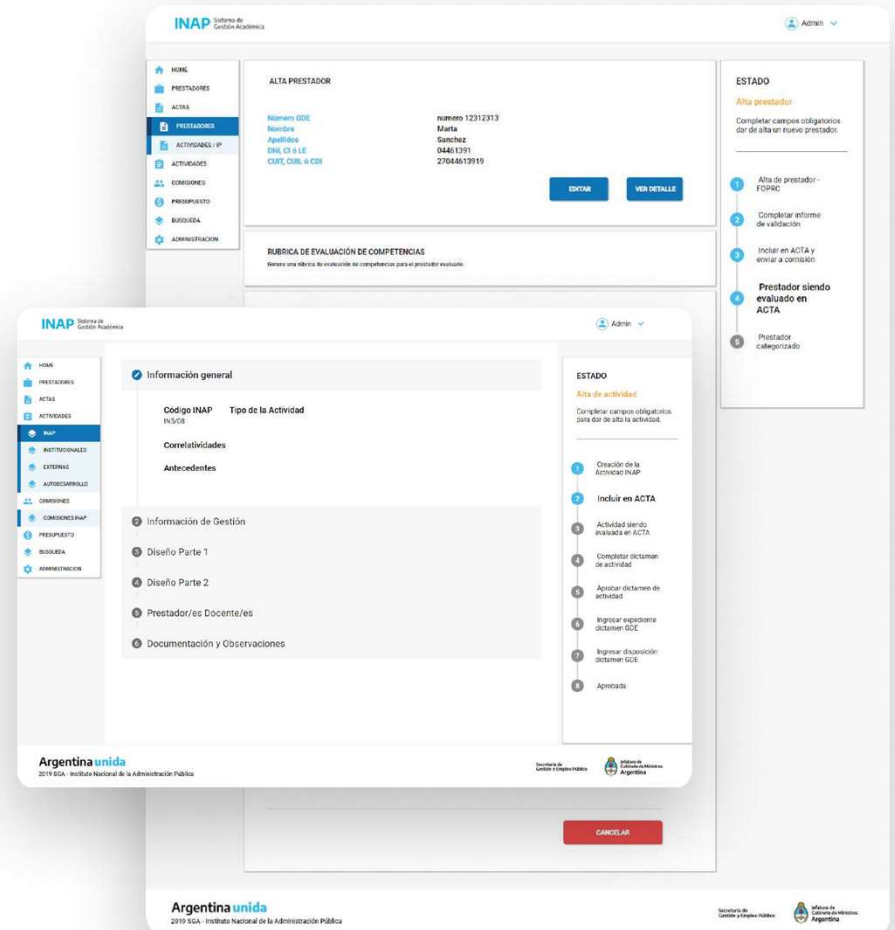 INAP Sistema de
Gestión Académica
Admin
HOME
PRESTADORES
ACTAS
PRESTADORES
ACTIVIDADES / IP
ACTIVIDADES
COMISIONES
PRESUPUESTO
BUSQUEDA
ADMINISTRACION
ALTA PRESTADOR
Número GDE numero 12312313
Nombre Marta
Apellidos Sanchez
DNI, CI ó LE 04461391
CUIT, CUIL ó CDI 27044613919
EDITAR VER DETALLE
RUBRICA DE EVALUACIÓN DE COMPETENCIAS
Genere una rúbrica de evaluación de competencias para el prestador evaluado.
ESTADO
Alta prestador
Completar campos obligatorios
dar de alta un nuevo prestador.
1 Alta de prestador -
FOPRC
2 Completar informe
de validación
3 Incluir en ACTA y
enviar a comisión
4 Prestador siendo
evaluado en
ACTA
5 Prestador
categorizado
INAP Sistema de
Gestión Académica
Admin
HOME
PRESTADORES
ACTAS
ACTIVIDADES
INAP
INSTITUCIONALES
EXTERNAS
AUTODESARROLLO
COMISIONES
COMISIONES INAP
PRESUPUESTO
BUSQUEDA
ADMINISTRACION
Información general
Código INAP Tipo de la Actividad
IN5/08
Correlatividades
Antecedentes
2 Información de Gestión
3 Diseño Parte 1
4 Diseño Parte 2
5 Prestador/es Docente/es
6 Documentación y Observaciones
ESTADO
Alta de actividad
Completar campos obligatorios
para dar de alta la actividad.
1 Creación de la
Actividad INAP
2 Incluir en ACTA
3 Actividad siendo
evaluada en ACTA
4 Completar dictamen
de actividad
5 Aprobar dictamen de
actividad
6 Ingresar expediente
dictamen GDE
7 Ingresar disposición
dictamen GDE
8 Aprobada
Argentina unida
2019 SGA - Instituto Nacional de la Administración Pública
Secretaría de
Gestión y Empleo Público
Jefatura de
Gabinete de Ministros
Argentina
CANCELAR
Argentina unida
2019 SGA - Instituto Nacional de la Administración Pública
Secretaría de
Gestión y Empleo Público
Jefatura de
Gabinete de Ministros
Argentina